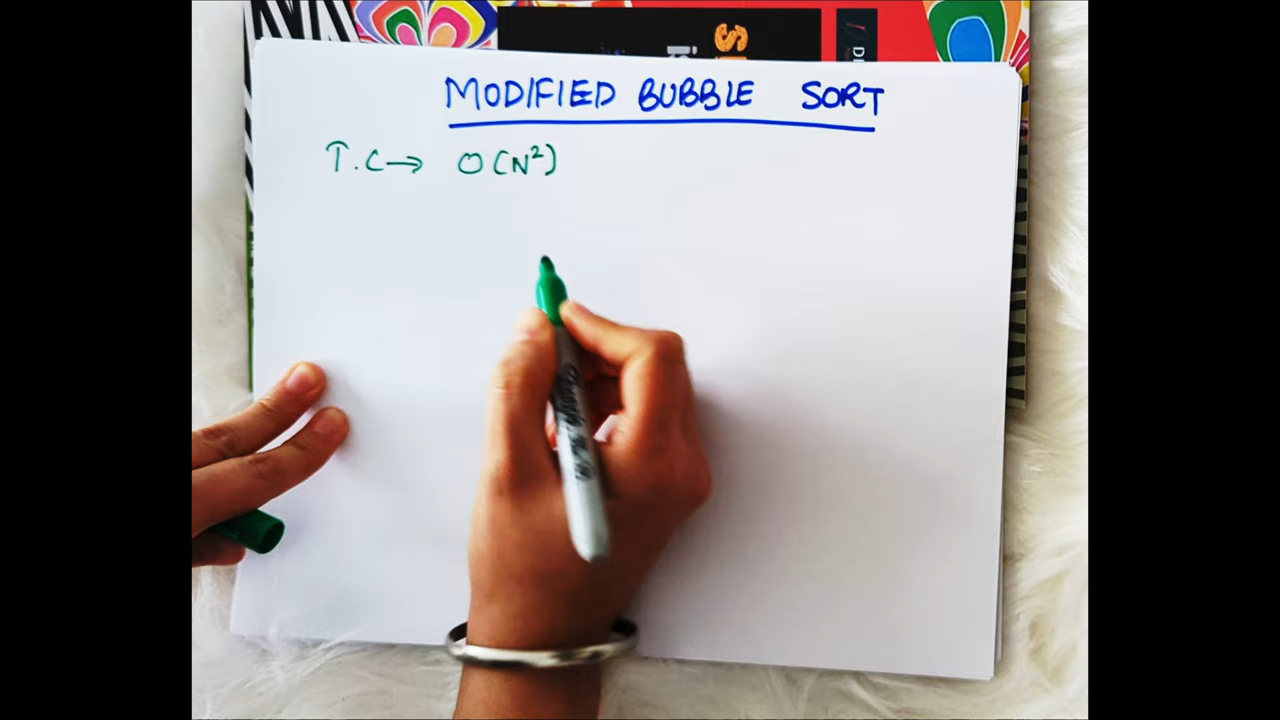 MODIFIED BUBBLE SORT
T.C→ O(N²)